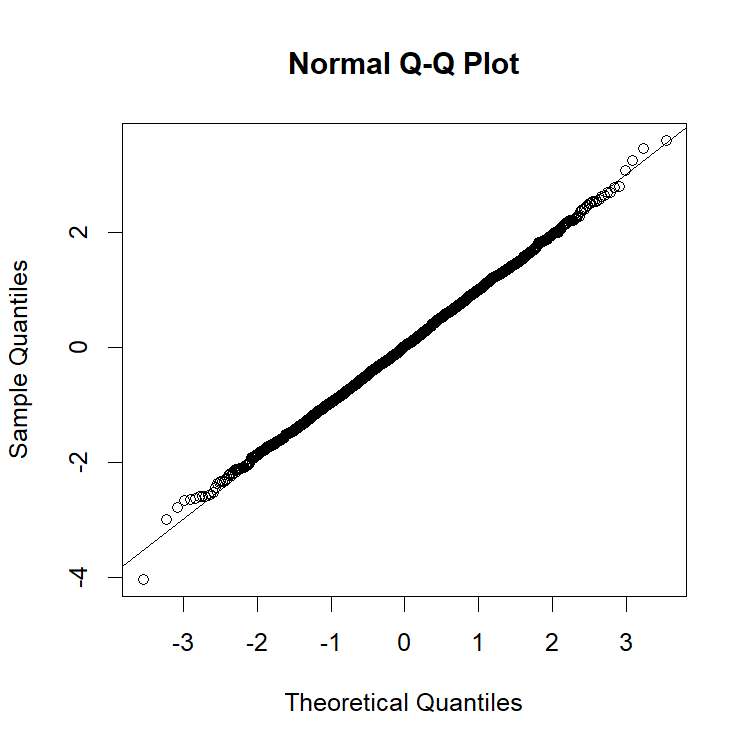 Normal Q-Q Plot
Sample Quantiles
2
0
-2
-4
-3 -2 -1 0 1 2 3
Theoretical Quantiles